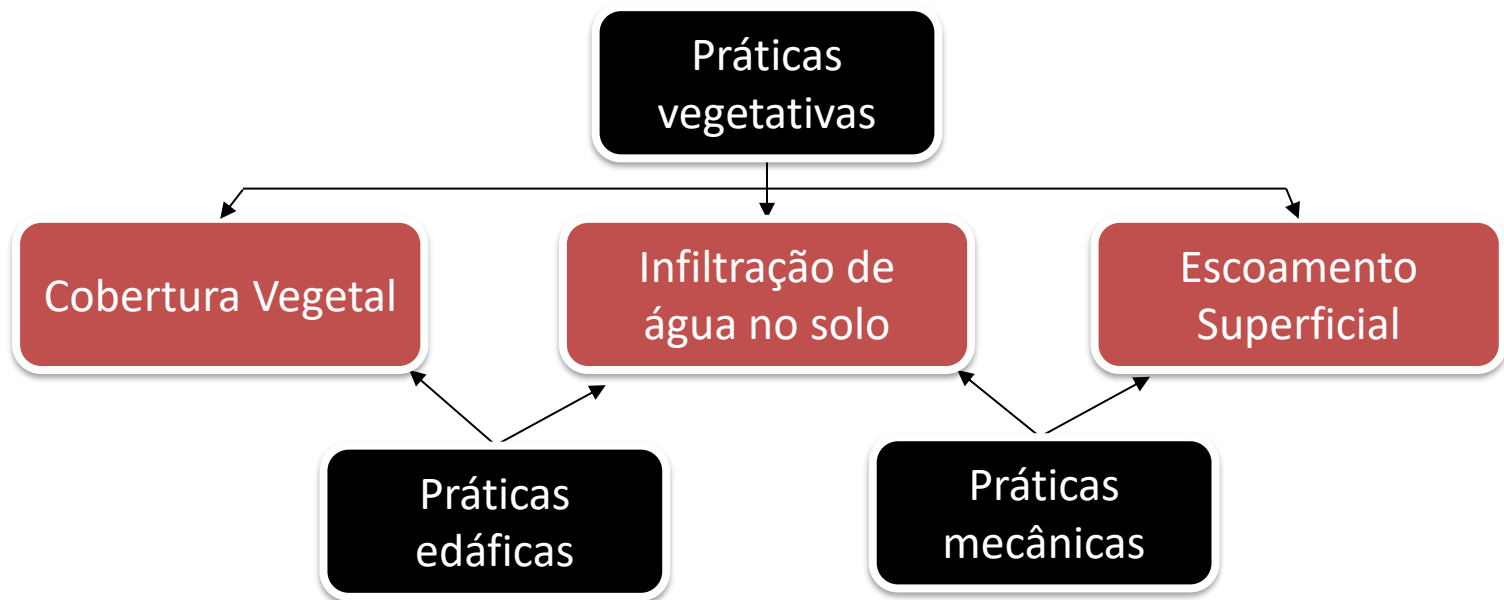 Práticas
vegetativas
Cobertura Vegetal
Infiltração de
água no solo
Escoamento
Superficial
Práticas
edáficas
Práticas
mecânicas